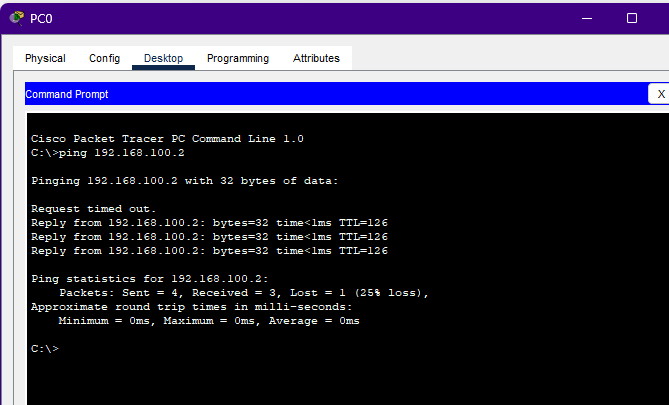 PC0
Physical Config Desktop Programming Attributes
Command Prompt
X
Cisco Packet Tracer PC Command Line 1.0
C:\>ping 192.168.100.2
Pinging 192.168.100.2 with 32 bytes of data:
Request timed out.
Reply from 192.168.100.2: bytes=32 time<1ms TTL=126
Reply from 192.168.100.2: bytes=32 time<1ms TTL=126
Reply from 192.168.100.2: bytes=32 time<1ms TTL=126
Ping statistics for 192.168.100.2:
    Packets: Sent = 4, Received = 3, Lost = 1 (25% loss),
Approximate round trip times in milli-seconds:
    Minimum = 0ms, Maximum = 0ms, Average = 0ms
C:\>